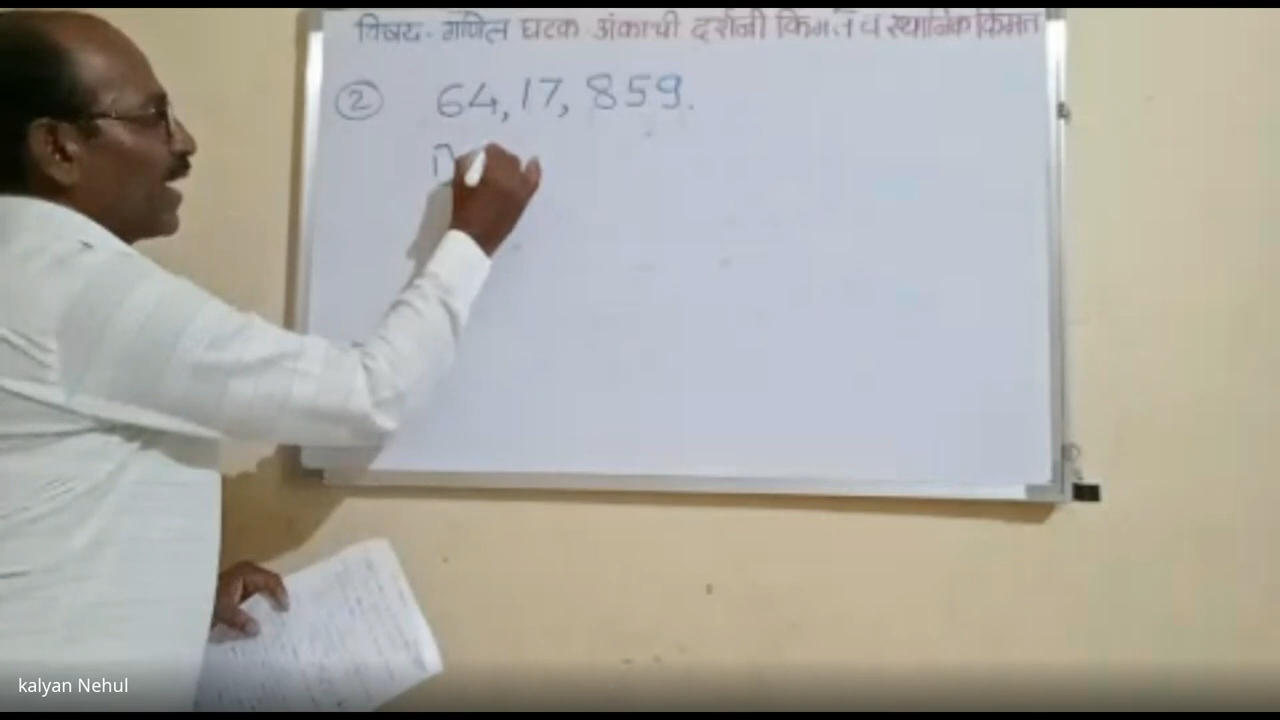 विषय- गणित घटक अंकाची दर्शनी किंमत व स्थानिक किंमत
② 64,17,859.
kalyan Nehul